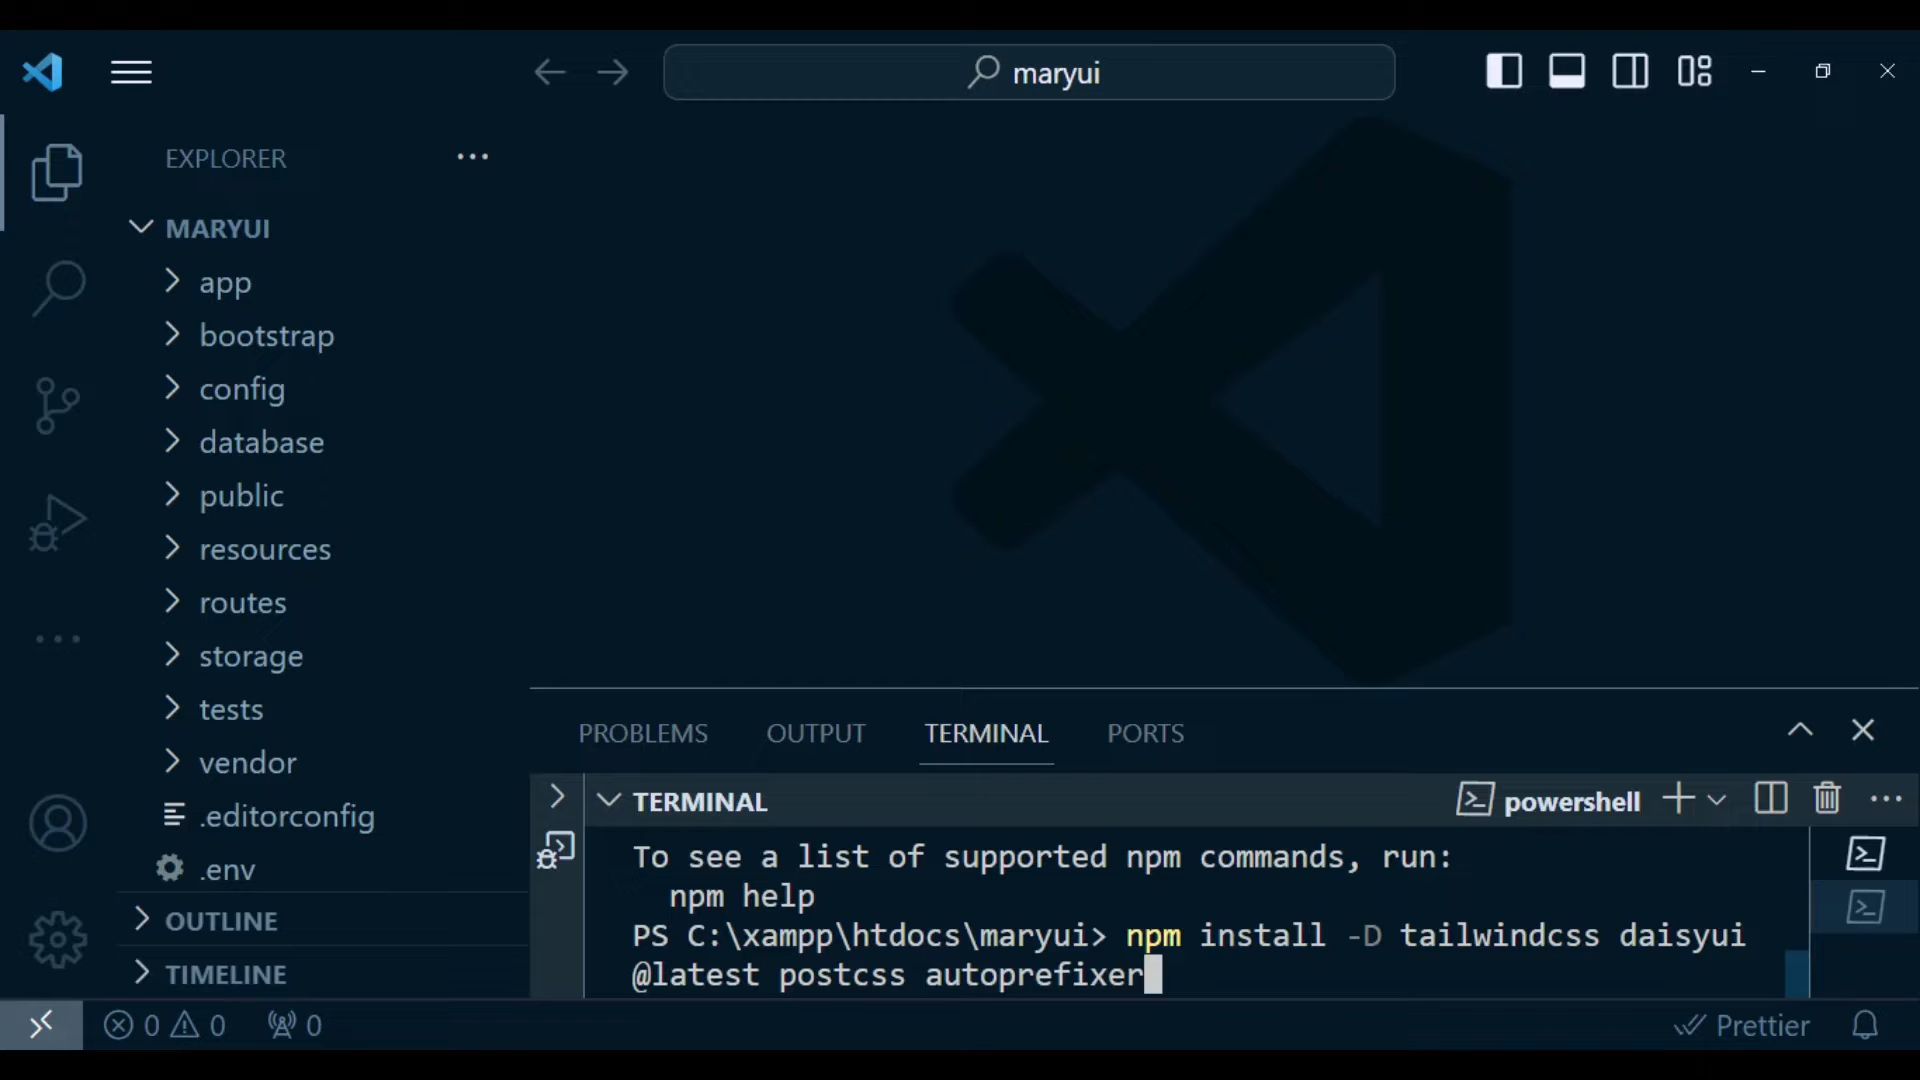 maryui
EXPLORER
MARYUI
app
bootstrap
config
database
public
resources
routes
storage
tests
vendor
.editorconfig
.env
OUTLINE
TIMELINE
PROBLEMS OUTPUT TERMINAL PORTS
TERMINAL
powershell
To see a list of supported npm commands, run:
npm help
PS C:\xampp\htdocs\maryui> npm install -D tailwindcss daisyui
@latest postcss autoprefixer
0 0 0
Prettier